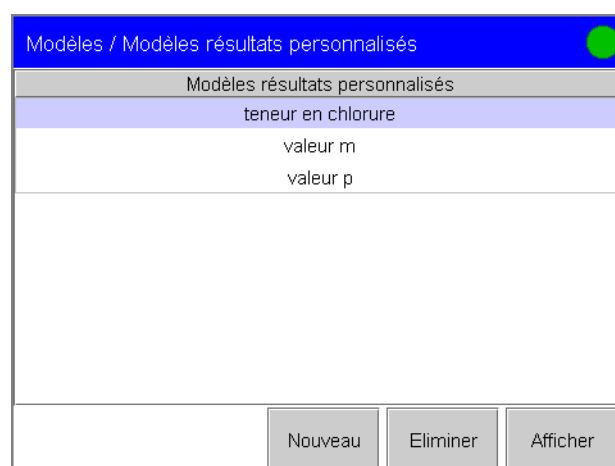 Modèles / Modèles résultats personnalisés
Modèles résultats personnalisés
teneur en chlorure
valeur m
valeur p
Nouveau Eliminer Afficher